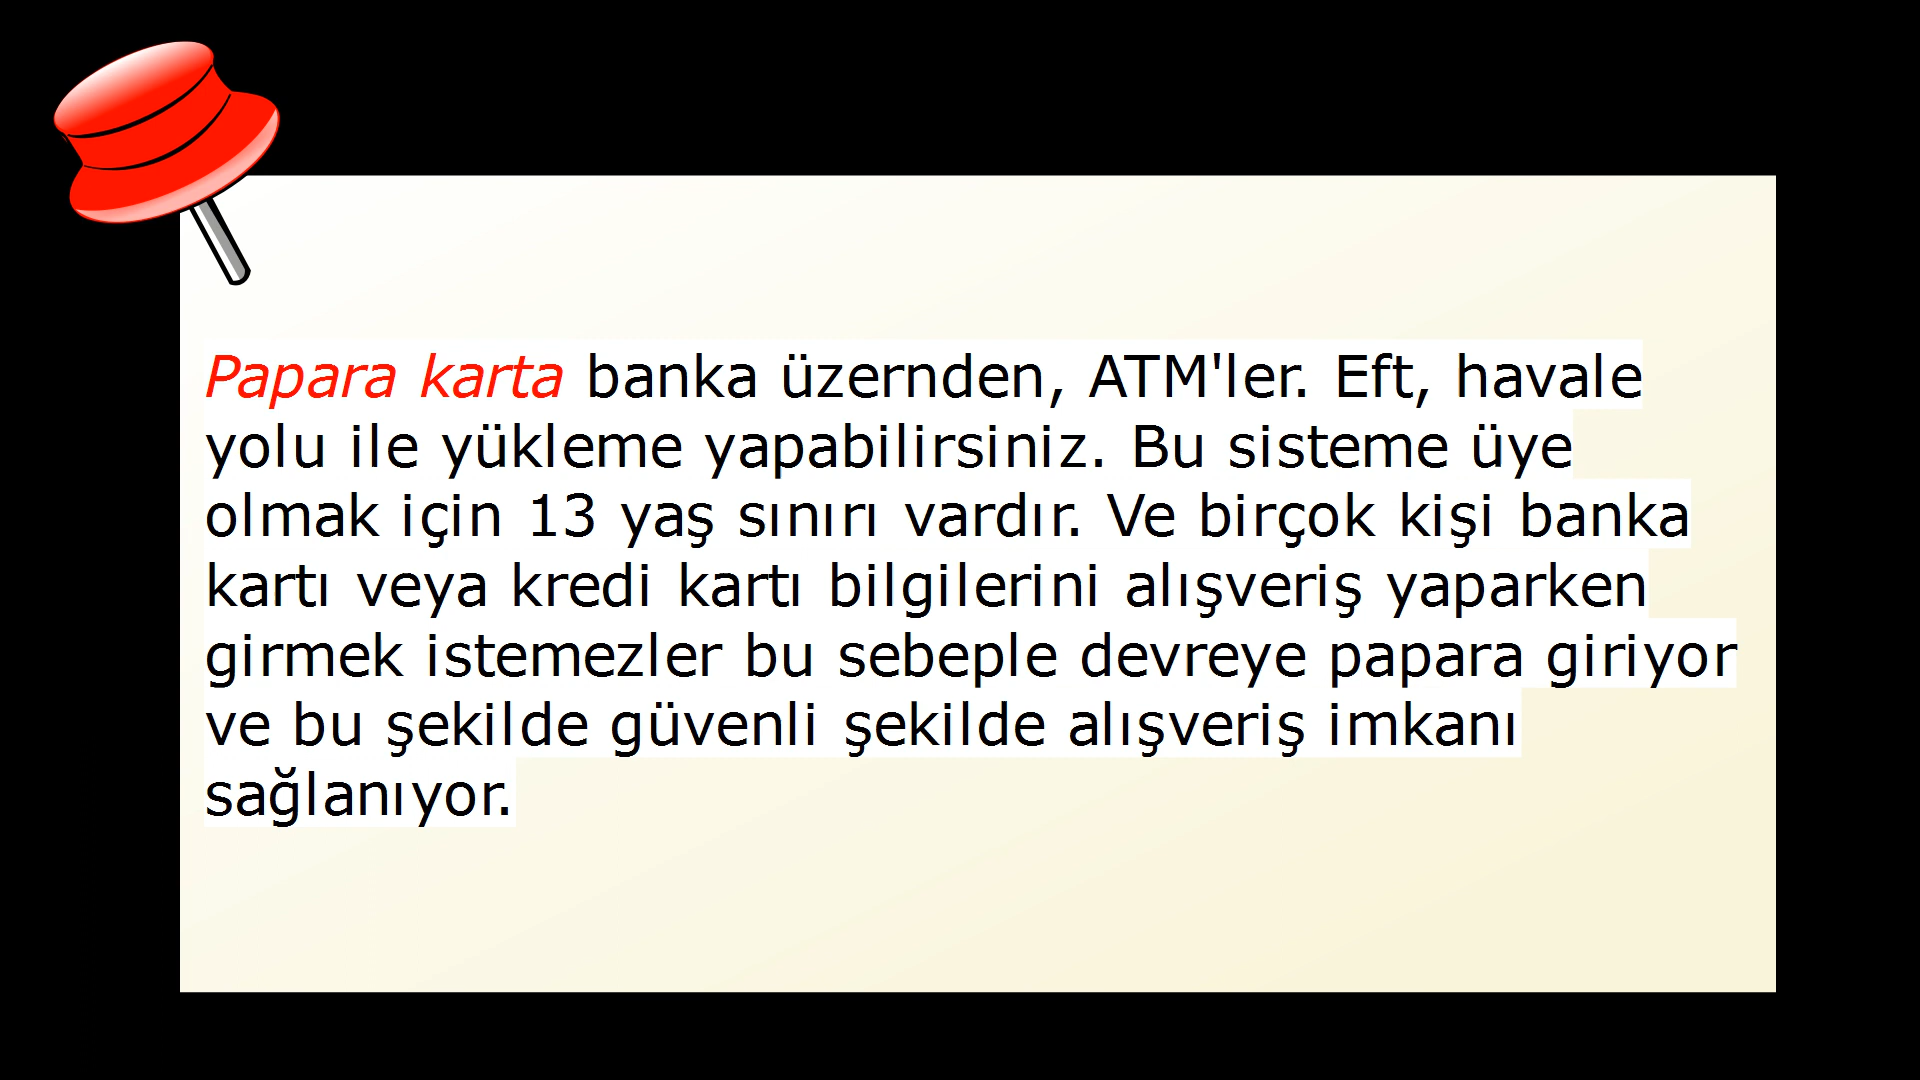 Papara karta banka üzernden, ATM'ler. Eft, havale
yolu ile yükleme yapabilirsiniz. Bu sisteme üye
olmak için 13 yaş sınırı vardır. Ve birçok kişi banka
kartı veya kredi kartı bilgilerini alışveriş yaparken
girmek istemezler bu sebeple devreye papara giriyor
ve bu şekilde güvenli şekilde alışveriş imkanı
sağlanıyor.